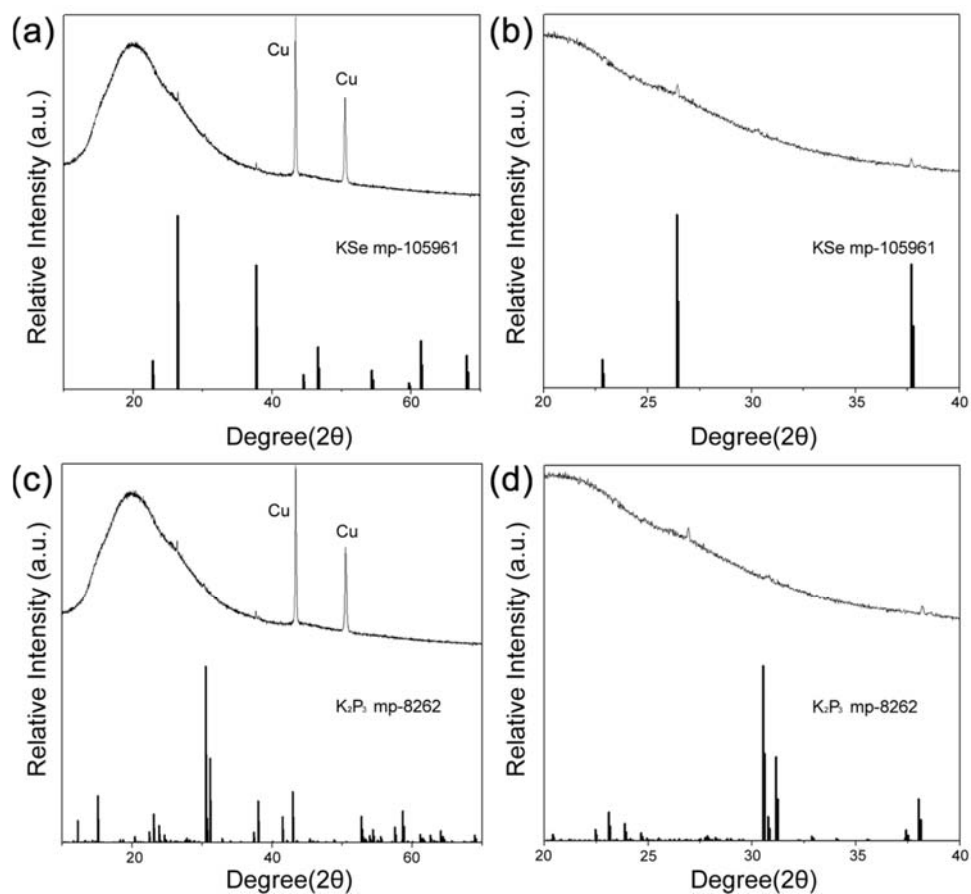 (a)
Cu
Cu
KSe mp-105961
Relative Intensity (a.u.)
20
40
60
Degree(2θ)
(b)
KSe mp-105961
Relative Intensity (a.u.)
20
25
30
35
40
Degree(2θ)
(c)
Cu
Cu
K₂P₃ mp-8262
Relative Intensity (a.u.)
20
40
60
Degree(2θ)
(d)
K₂P₃ mp-8262
Relative Intensity (a.u.)
20
25
30
35
40
Degree(2θ)